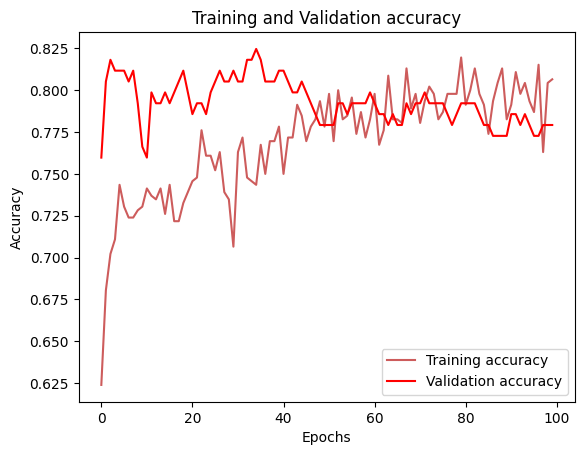 Training and Validation accuracy
0.825
0.800
0.775
0.750
0.725
0.700
0.675
0.650
0.625
Accuracy
Training accuracy
Validation accuracy
0 20 40 60 80 100
Epochs